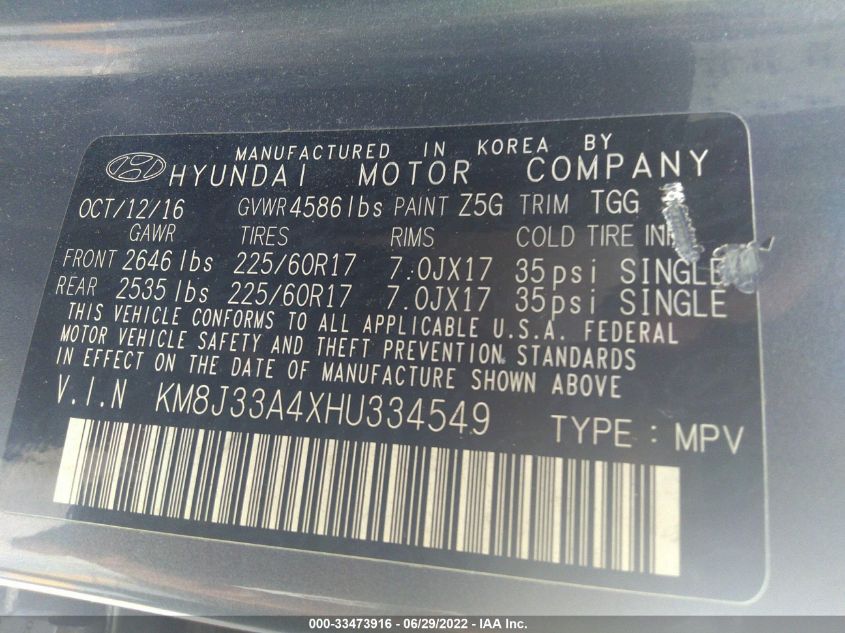 MANUFACTURED IN KOREA BY
HYUNDAI MOTOR COMPANY
OCT/12/16 GVWR 4586 lbs PAINT Z5G TRIM TGG
GAWR TIRES RIMS COLD TIRE
FRONT 2646 lbs 225/60R17 7.0JX17 35psi SINGLE
REAR 2535 lbs 225/60R17 7.0JX17 35psi SINGLE
THIS VEHICLE CONFORMS TO ALL APPLICABLE U.S.A. FEDERAL
MOTOR VEHICLE SAFETY AND THEFT PREVENTION STANDARDS
IN EFFECT ON THE DATE OF MANUFACTURE SHOWN ABOVE
V.I.N KM8J33A4XHU334549 TYPE : MPV
000-33473916 - 06/29/2022 - IAA Inc.